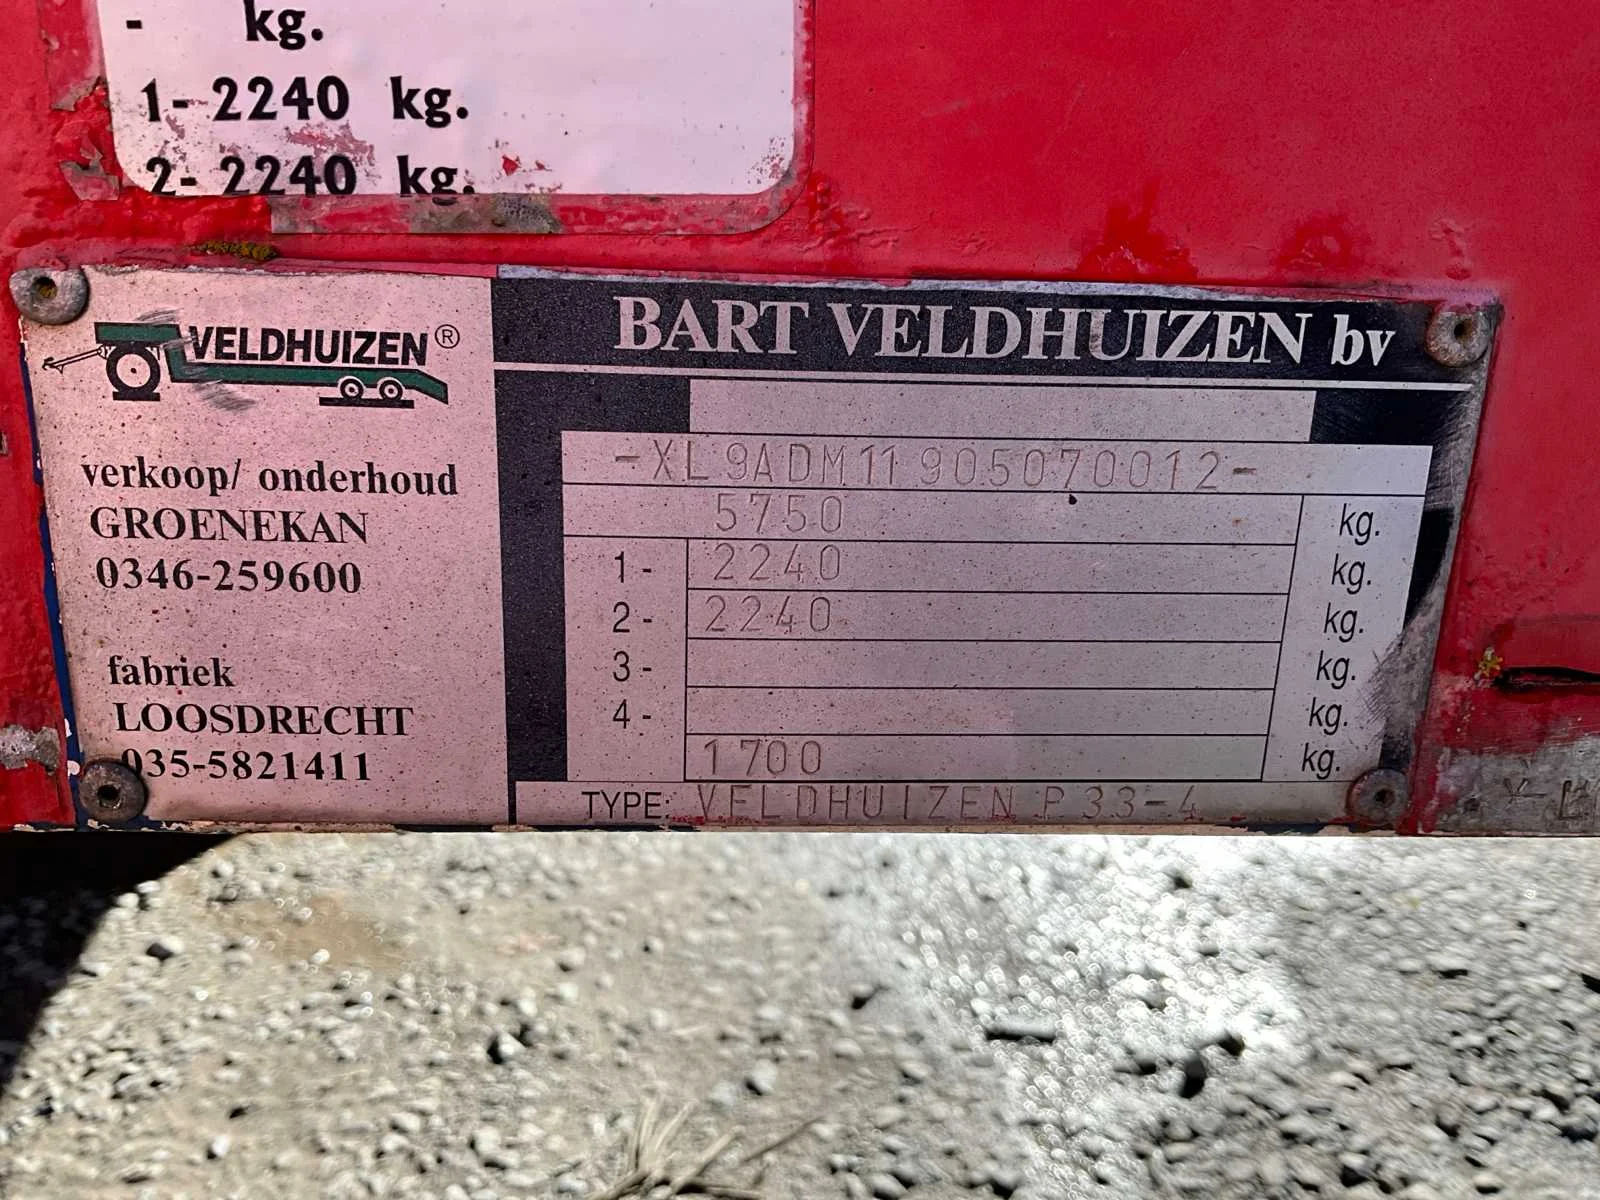 - kg.
1- 2240 kg.
2- 2240 kg.
VELDHUIZEN®
verkoop/ onderhoud
GROENEKAN
0346-259600
fabriek
LOOSDRECHT
035-5821411
BART VELDHUIZEN bv
-XL9ADM11905070012-
5750 kg.
1- 2240 kg.
2- 2240 kg.
3- kg.
4- kg.
1700 kg.
TYPE: VELDHUIZEN P33-4